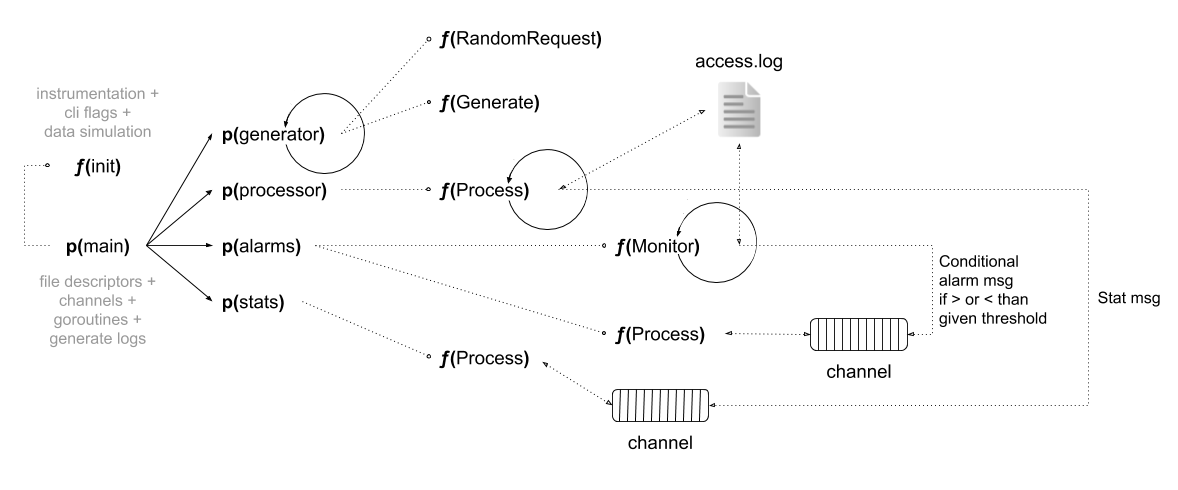 ƒ(RandomRequest)
access.log
instrumentation +
cli flags +
data simulation
ƒ(Generate)
p(generator)
ƒ(init)
p(processor)
ƒ(Process)
p(main)
p(alarms)
ƒ(Monitor)
file descriptors +
channels +
goroutines +
generate logs
p(stats)
Conditional
alarm msg
if > or < than
given threshold
Stat msg
ƒ(Process)
channel
ƒ(Process)
channel